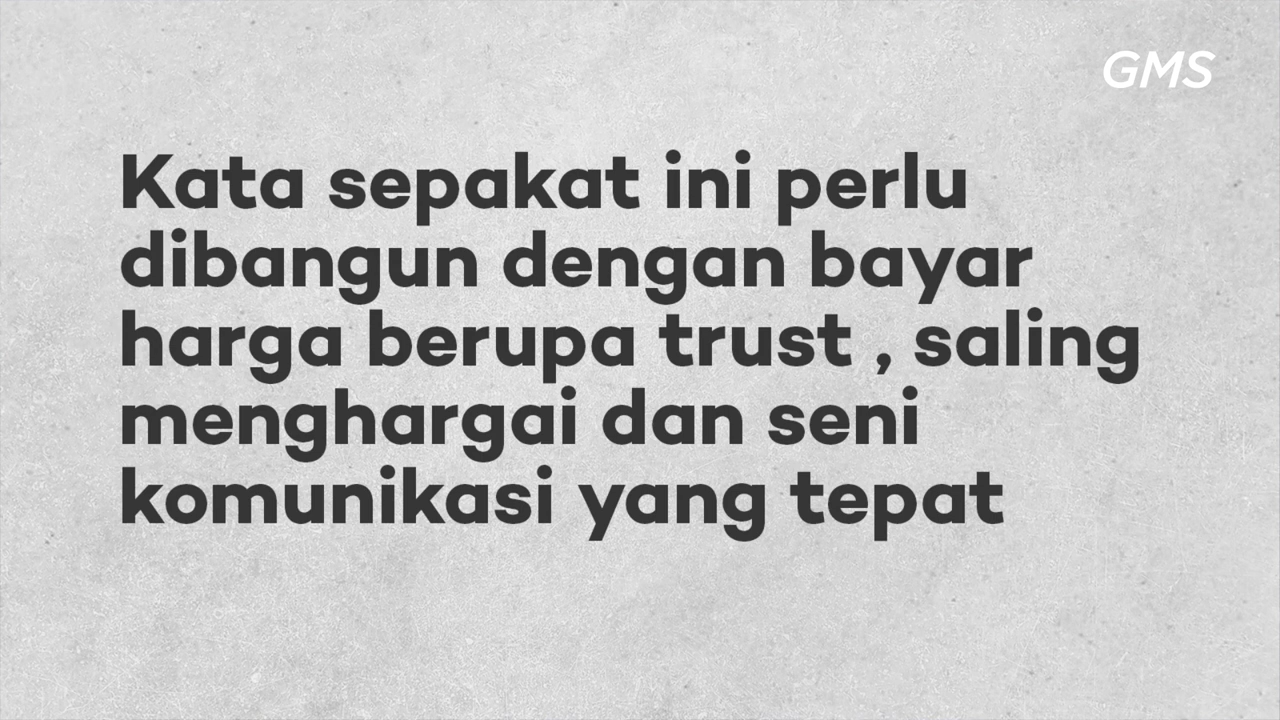 GMS
Kata sepakat ini perlu
dibangun dengan bayar
harga berupa trust , saling
menghargai dan seni
komunikasi yang tepat